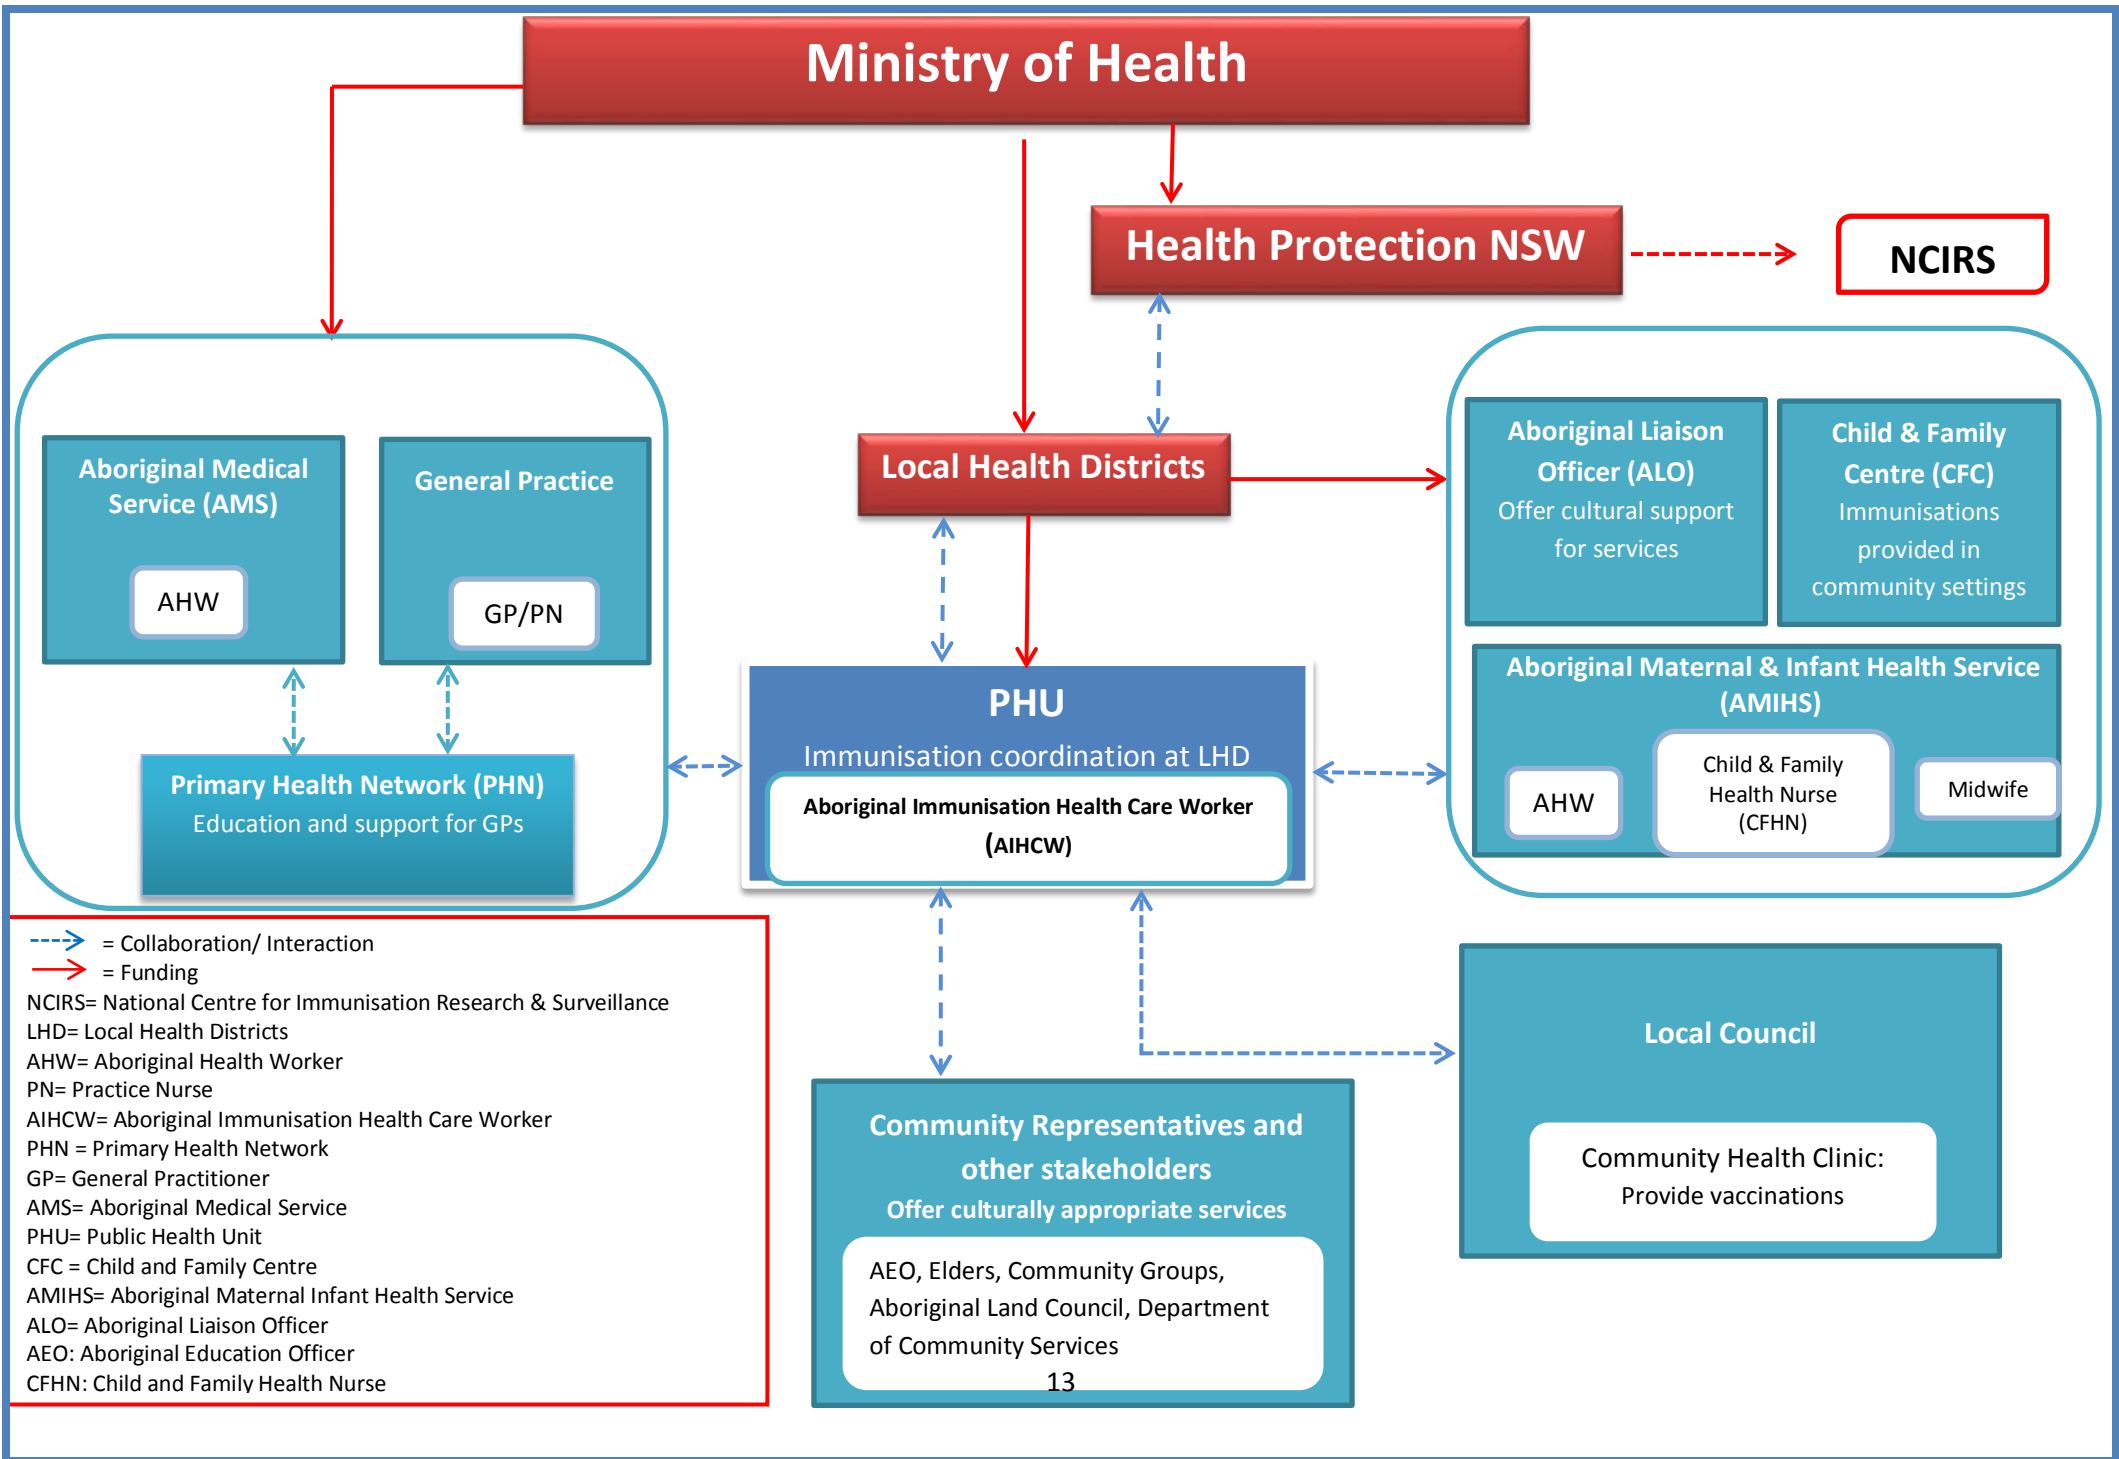 Ministry of Health
Health Protection NSW
NCIRS
Local Health Districts
Aboriginal Medical
Service (AMS)
AHW
General Practice
GP/PN
Primary Health Network (PHN)
Education and support for GPs
PHU
Immunisation coordination at LHD
Aboriginal Immunisation Health Care Worker
(AIHCW)
Aboriginal Liaison
Officer (ALO)
Offer cultural support
for services
Child & Family
Centre (CFC)
Immunisations
provided in
community settings
Aboriginal Maternal & Infant Health Service
(AMIHS)
AHW
Child & Family
Health Nurse
(CFHN)
Midwife
= Collaboration/ Interaction
= Funding
NCIRS= National Centre for Immunisation Research & Surveillance
LHD= Local Health Districts
AHW= Aboriginal Health Worker
PN= Practice Nurse
AIHCW= Aboriginal Immunisation Health Care Worker
PHN = Primary Health Network
GP= General Practitioner
AMS= Aboriginal Medical Service
PHU= Public Health Unit
CFC = Child and Family Centre
AMIHS= Aboriginal Maternal Infant Health Service
ALO= Aboriginal Liaison Officer
AEO: Aboriginal Education Officer
CFHN: Child and Family Health Nurse
Community Representatives and
other stakeholders
Offer culturally appropriate services
AEO, Elders, Community Groups,
Aboriginal Land Council, Department
of Community Services
13
Local Council
Community Health Clinic:
Provide vaccinations